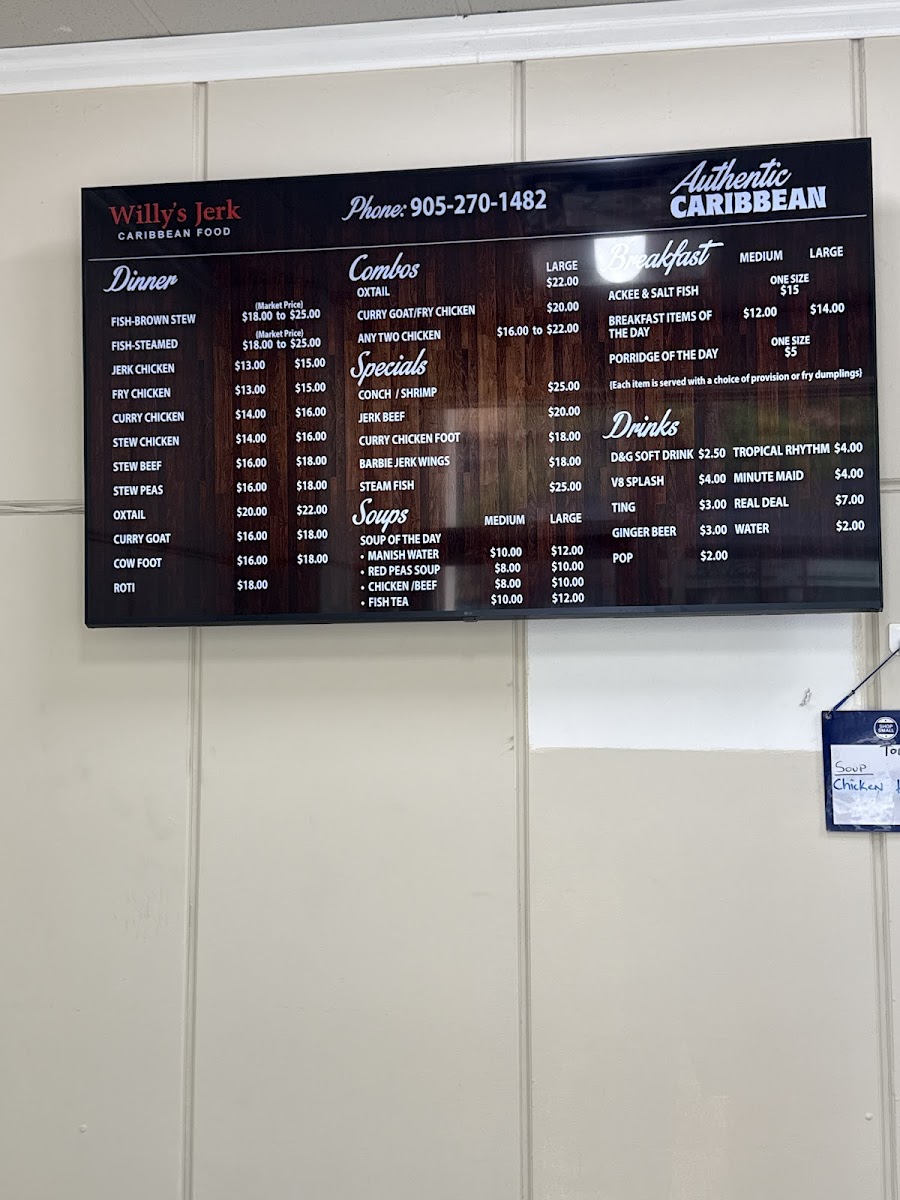 Willy's Jerk
CARIBBEAN FOOD
Phone: 905-270-1482
Authentic
CARIBBEAN
Dinner
FISH-BROWN STEW (Market Price) $18.00 to $25.00
FISH-STEAMED (Market Price) $18.00 to $25.00
JERK CHICKEN $13.00 $15.00
FRY CHICKEN $13.00 $15.00
CURRY CHICKEN $14.00 $16.00
STEW CHICKEN $14.00 $16.00
STEW BEEF $16.00 $18.00
STEW PEAS $16.00 $18.00
OXTAIL $20.00 $22.00
CURRY GOAT $16.00 $18.00
COW FOOT $16.00 $18.00
ROTI $18.00
Combos LARGE
OXTAIL $22.00
CURRY GOAT/FRY CHICKEN $20.00
ANY TWO CHICKEN $16.00 to $22.00
Specials
CONCH / SHRIMP $25.00
JERK BEEF $20.00
CURRY CHICKEN FOOT $18.00
BARBIE JERK WINGS $18.00
STEAM FISH $25.00
Soups MEDIUM LARGE
SOUP OF THE DAY
• MANISH WATER $10.00 $12.00
• RED PEAS SOUP $8.00 $10.00
• CHICKEN /BEEF $8.00 $10.00
• FISH TEA $10.00 $12.00
Breakfast MEDIUM LARGE
ACKEE & SALT FISH ONE SIZE $15
BREAKFAST ITEMS OF $12.00 $14.00
THE DAY
PORRIDGE OF THE DAY ONE SIZE $5
(Each item is served with a choice of provision or fry dumplings)
Drinks
D&G SOFT DRINK $2.50 TROPICAL RHYTHM $4.00
V8 SPLASH $4.00 MINUTE MAID $4.00
TING $3.00 REAL DEAL $7.00
GINGER BEER $3.00 WATER $2.00
POP $2.00
SHOP
SMALL
Soup
Chicken